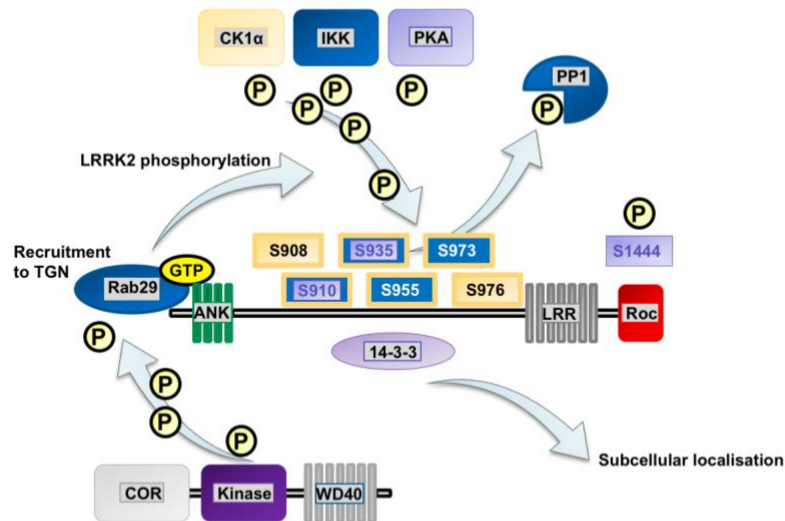 CK1α
IKK
PKA
P
P
P
P
P
P
PP1
P
LRRK2 phosphorylation
P
Recruitment
to TGN
S908
S935
S973
S1444
GTP
Rab29
S910
S955
S976
ANK
LRR
Roc
P
14-3-3
P
P
P
Subcellular localisation
COR
Kinase
WD40